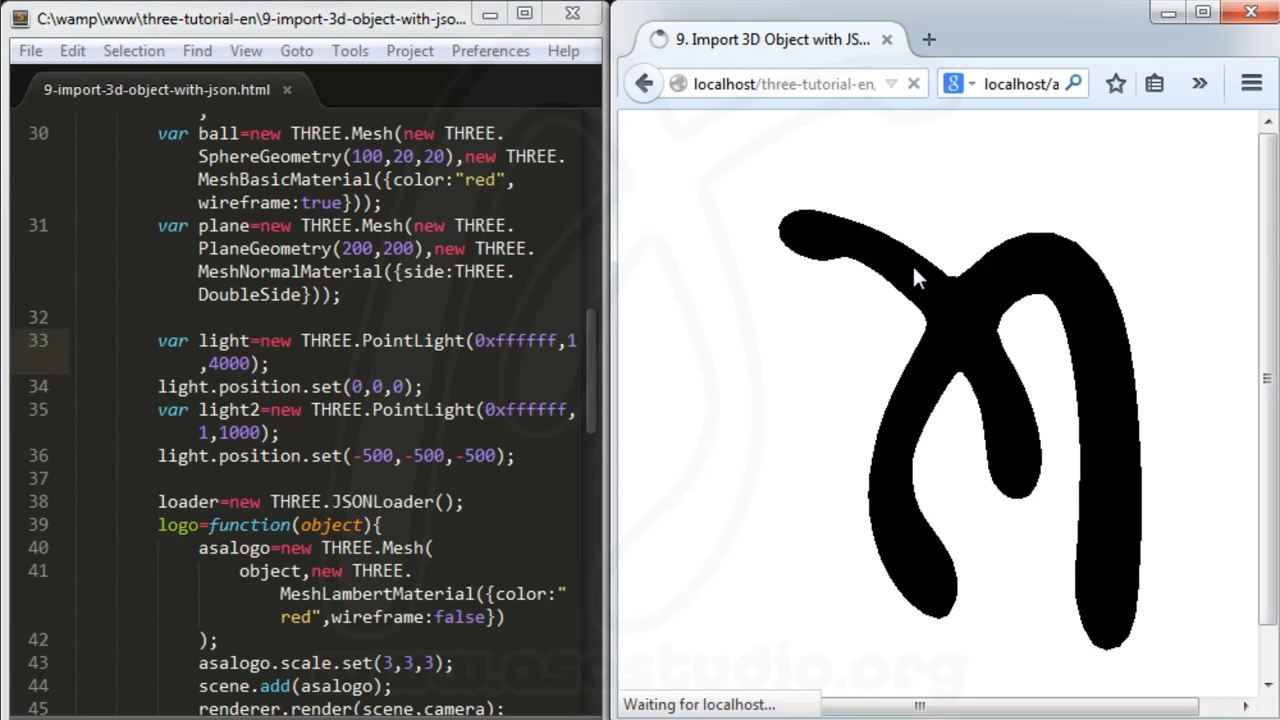 C:\wamp\www\three-tutorial-en\9-import-3d-object-with-jso...
File Edit Selection Find View Goto Tools Project Preferences Help
9-import-3d-object-with-json.html ×
30 var ball=new THREE.Mesh(new THREE.
SphereGeometry(100,20,20),new THREE.
MeshBasicMaterial({color:"red",
wireframe:true}));
31 var plane=new THREE.Mesh(new THREE.
PlaneGeometry(200,200),new THREE.
MeshNormalMaterial({side:THREE.
DoubleSide}));
32
33 var light=new THREE.PointLight(0xffffff,1
,4000);
34 light.position.set(0,0,0);
35 var light2=new THREE.PointLight(0xffffff,
1,1000);
36 light.position.set(-500,-500,-500);
37
38 loader=new THREE.JSONLoader();
39 logo=function(object){
40 asalogo=new THREE.Mesh(
41 object,new THREE.
MeshLambertMaterial({color:"
red",wireframe:false})
42 );
43 asalogo.scale.set(3,3,3);
44 scene.add(asalogo);
45 renderer.render(scene,camera);
9. Import 3D Object with JS...
localhost/three-tutorial-en,
localhost/a
Waiting for localhost...
www.asastudio.org